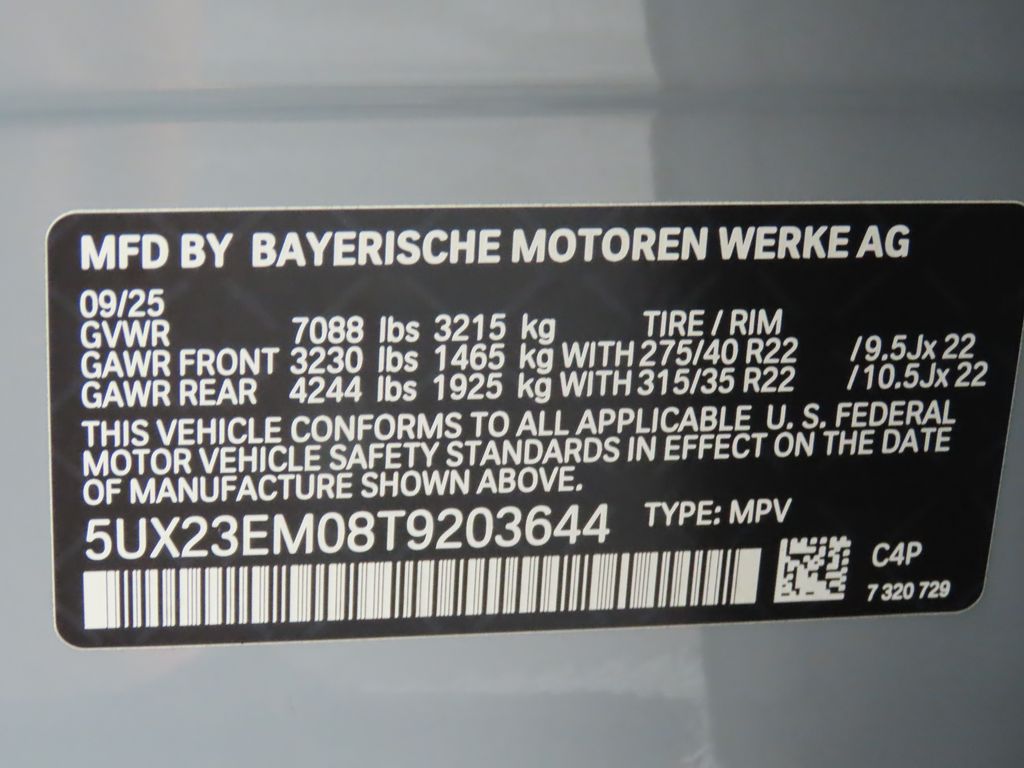 MFD BY BAYERISCHE MOTOREN WERKE AG
09/25
GVWR 7088 lbs 3215 kg TIRE / RIM
GAWR FRONT 3230 lbs 1465 kg WITH 275/40 R22 /9.5Jx 22
GAWR REAR 4244 lbs 1925 kg WITH 315/35 R22 /10.5Jx 22
THIS VEHICLE CONFORMS TO ALL APPLICABLE U. S. FEDERAL
MOTOR VEHICLE SAFETY STANDARDS IN EFFECT ON THE DATE
OF MANUFACTURE SHOWN ABOVE.
5UX23EM08T9203644 TYPE: MPV
C4P
7 320 729